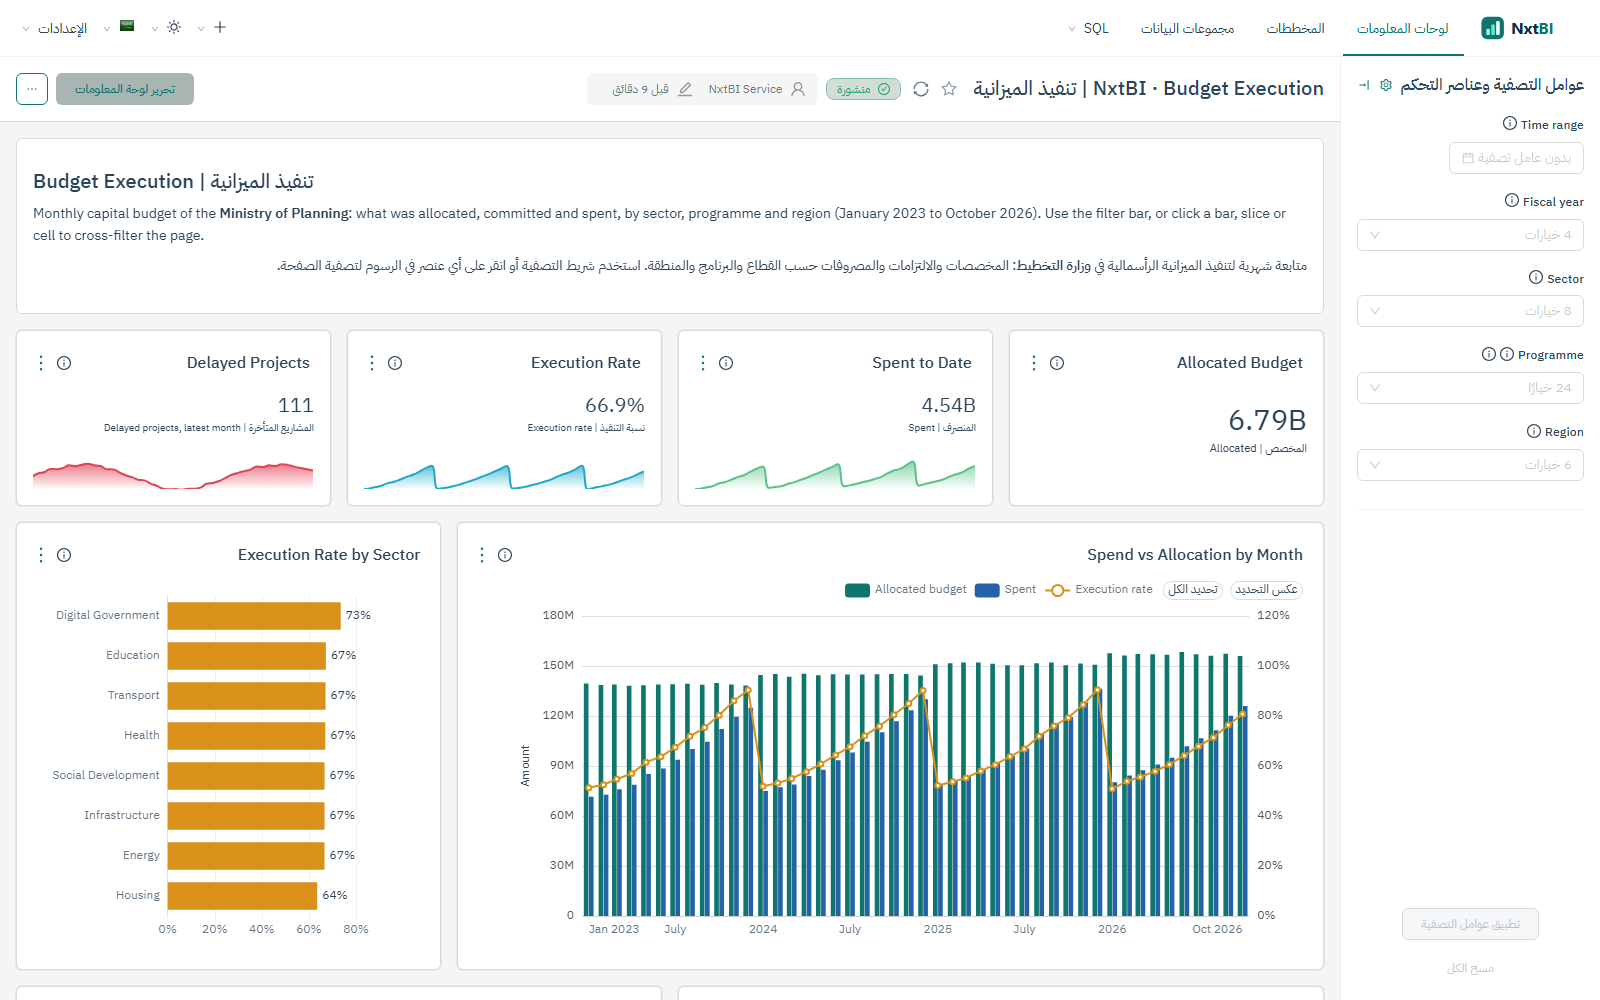 NxtBI
لوحات المعلومات
المخططات
مجموعات البيانات
SQL
الإعدادات
عوامل التصفية وعناصر التحكم
Time range
بدون عامل تصفية
Fiscal year
4 خيارات
Sector
8 خيارات
Programme
24 خيارًا
Region
6 خيارات
تطبيق عوامل التصفية
مسح الكل
NxtBI · Budget Execution | تنفيذ الميزانية
منشورة
NxtBI Service
قبل 9 دقائق
تحرير لوحة المعلومات
Budget Execution | تنفيذ الميزانية
Monthly capital budget of the Ministry of Planning: what was allocated, committed and spent, by sector, programme and region (January 2023 to October 2026). Use the filter bar, or click a bar, slice or
cell to cross-filter the page.
متابعة شهرية لتنفيذ الميزانية الرأسمالية في وزارة التخطيط: المخصصات والالتزامات والمصروفات حسب القطاع والبرنامج والمنطقة. استخدم شريط التصفية أو انقر على أي عنصر في الرسوم لتصفية الصفحة.
Allocated Budget
6.79B
Allocated | المخصص
Spent to Date
4.54B
Spent | المنصرف
Execution Rate
66.9%
Execution rate | نسبة التنفيذ
Delayed Projects
111
Delayed projects, latest month | المشاريع المتأخرة
Spend vs Allocation by Month
Allocated budget
Spent
Execution rate
تحديد الكل
عكس التحديد
180M
150M
120M
90M
60M
30M
0
Amount
120%
100%
80%
60%
40%
20%
0%
Jan 2023 July 2024 July 2025 July 2026 Oct 2026
Execution Rate by Sector
Digital Government 73%
Education 67%
Transport 67%
Health 67%
Social Development 67%
Infrastructure 67%
Energy 67%
Housing 64%
0% 20% 40% 60% 80%